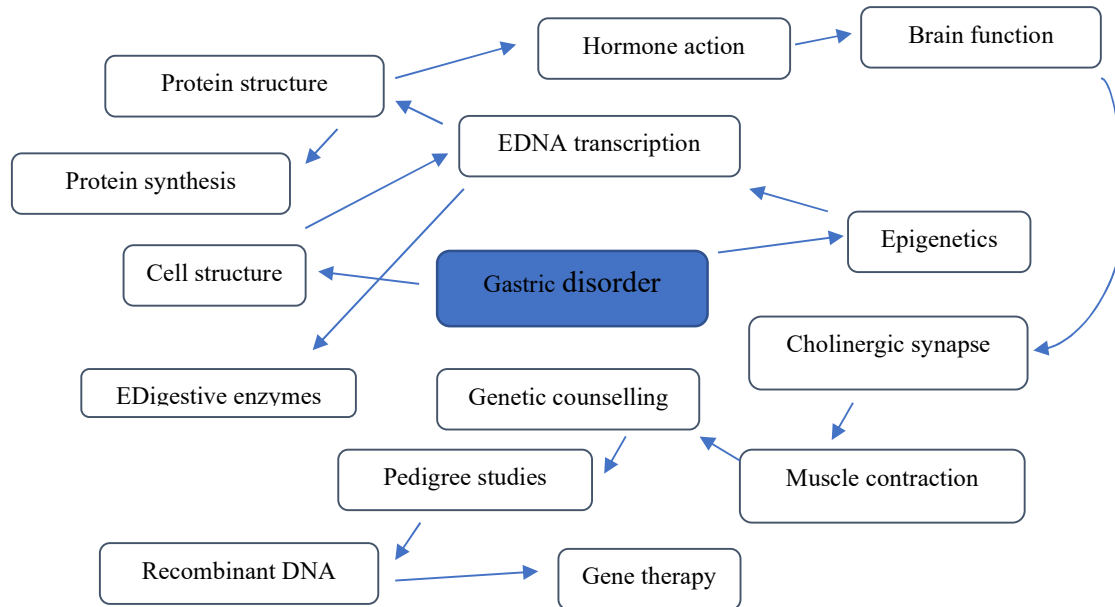 Hormone action
Brain function
Protein structure
EDNA transcription
Protein synthesis
Epigenetics
Cell structure
Gastric disorder
Cholinergic synapse
EDigestive enzymes
Genetic counselling
Pedigree studies
Muscle contraction
Recombinant DNA
Gene therapy